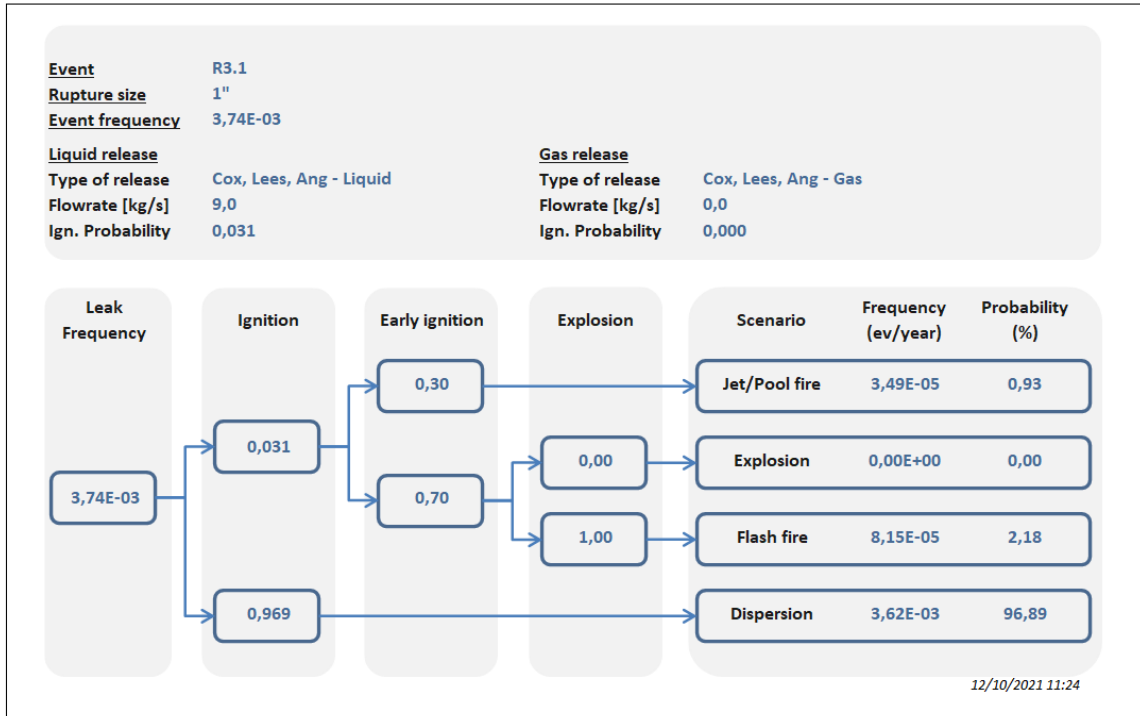 Event R3.1
Rupture size 1"
Event frequency 3,74E-03
Liquid release Gas release
Type of release Cox, Lees, Ang - Liquid Type of release Cox, Lees, Ang - Gas
Flowrate [kg/s] 9,0 Flowrate [kg/s] 0,0
Ign. Probability 0,031 Ign. Probability 0,000
Leak Frequency
Ignition
Early ignition
Explosion
Scenario
Frequency (ev/year)
Probability (%)
0,30
Jet/Pool fire 3,49E-05 0,93
0,031
0,00
Explosion 0,00E+00 0,00
3,74E-03
0,70
1,00
Flash fire 8,15E-05 2,18
0,969
Dispersion 3,62E-03 96,89
12/10/2021 11:24